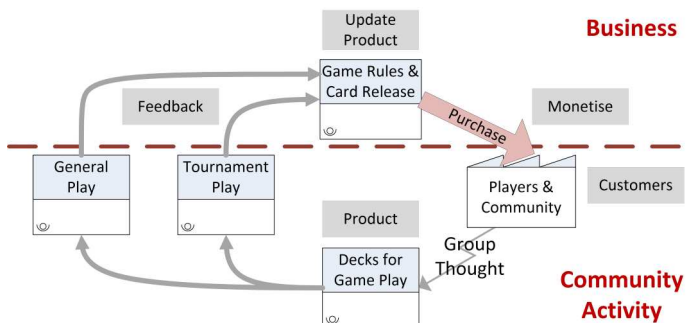 Update
Product
Business
Game Rules &
Card Release
Feedback
Purchase
Monetise
General
Play
Tournament
Play
Players &
Community
Customers
Product
Group
Thought
Decks for
Game Play
Community
Activity